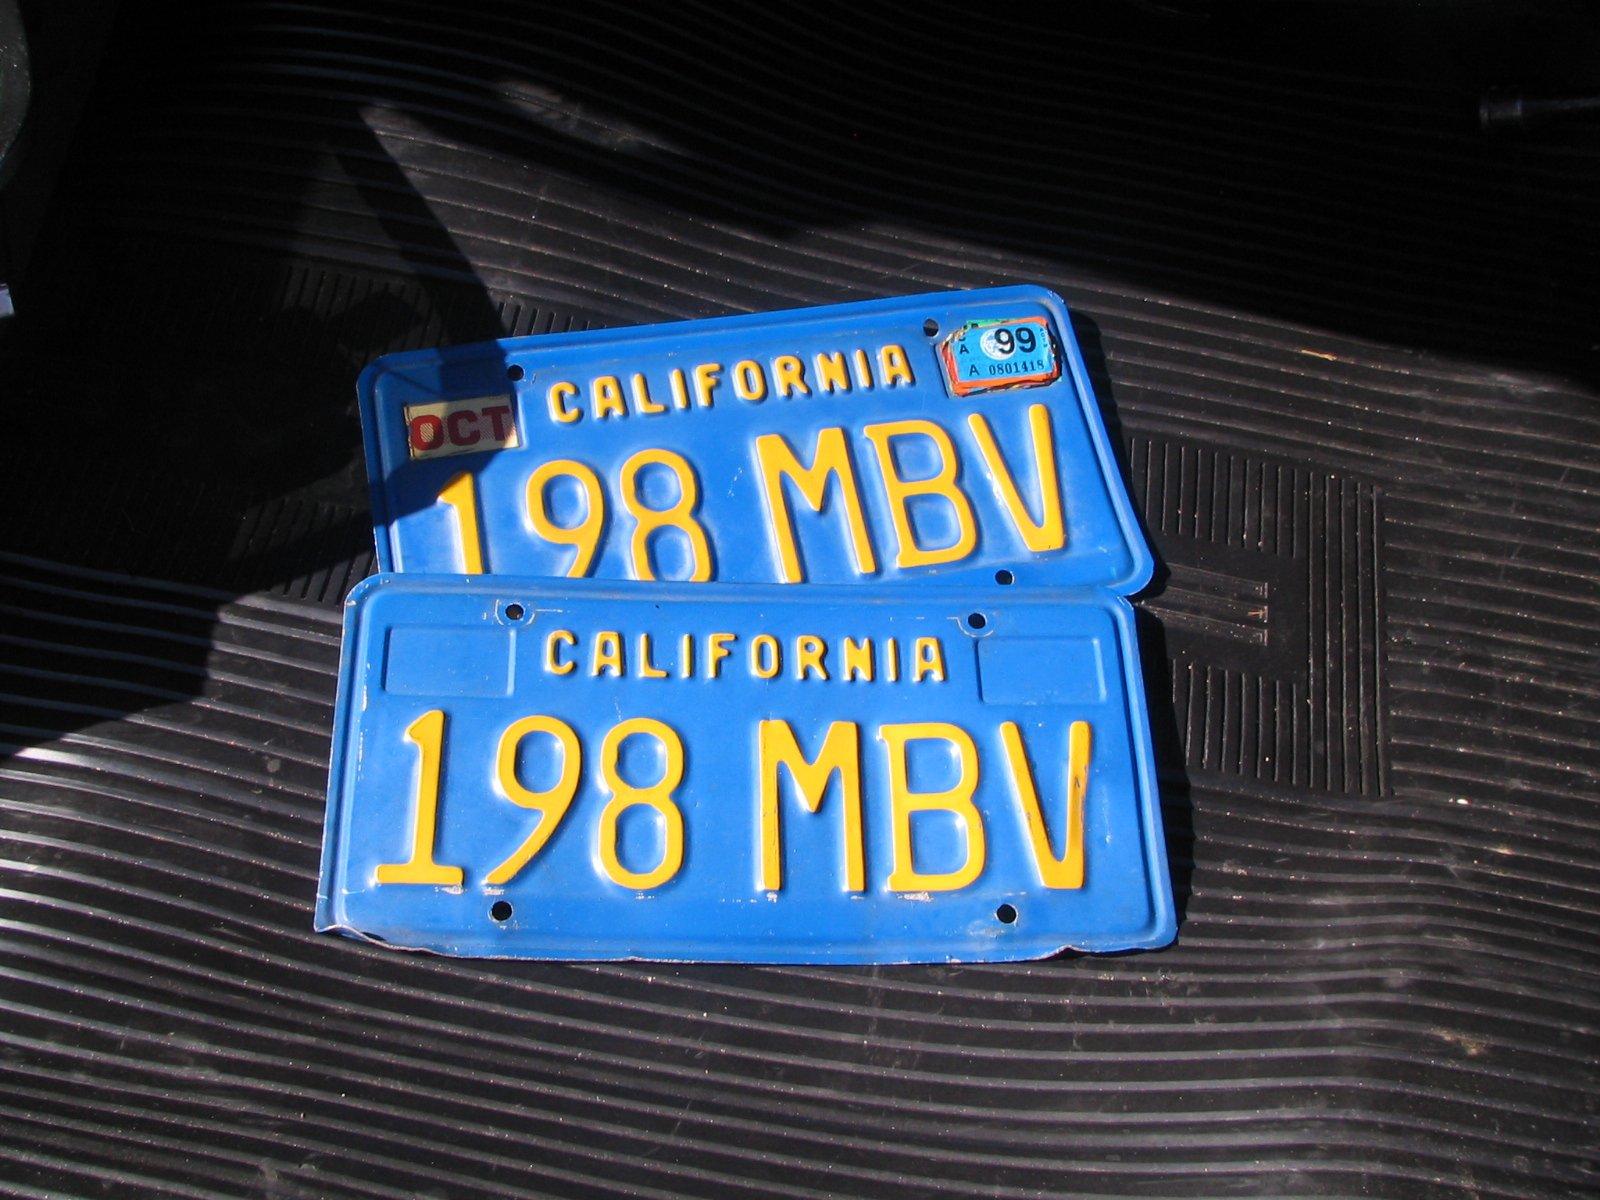 CALIFORNIA
99
A 0801418
OCT
198 MBV
CALIFORNIA
198 MBV